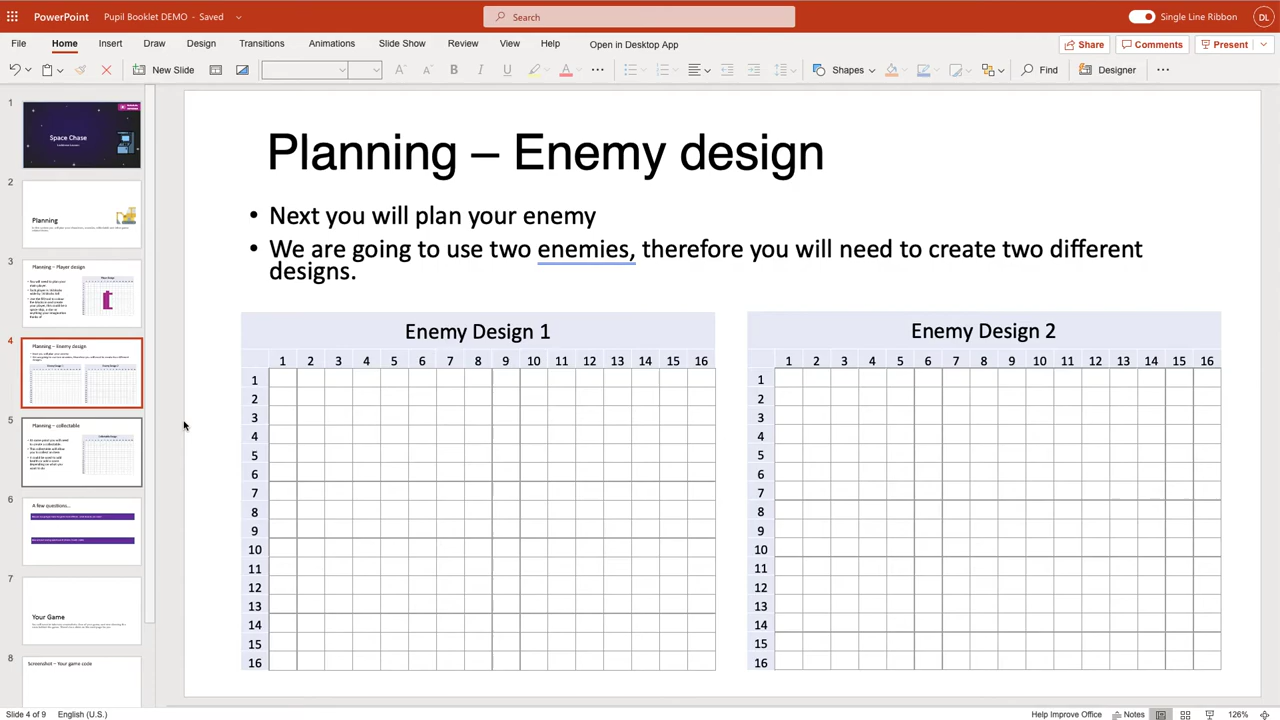 PowerPoint Pupil Booklet DEMO - Saved Search Single Line Ribbon DL
File Home Insert Draw Design Transitions Animations Slide Show Review View Help Open in Desktop App Share Comments Present
New Slide B U A Shapes Find Designer
1
Space Chase
2
Planning
3
Planning – Player design
Player Design
4
Planning – Enemy design
5
Planning – collectable
6
A few questions...
7
Your Game
8
Screenshot – Your game code
Planning – Enemy design
• Next you will plan your enemy
• We are going to use two enemies, therefore you will need to create two different
designs.
Enemy Design 1
1 2 3 4 5 6 7 8 9 10 11 12 13 14 15 16
1
2
3
4
5
6
7
8
9
10
11
12
13
14
15
16
Enemy Design 2
1 2 3 4 5 6 7 8 9 10 11 12 13 14 15 16
1
2
3
4
5
6
7
8
9
10
11
12
13
14
15
16
Slide 4 of 9 English (U.S.) Help Improve Office Notes 126%